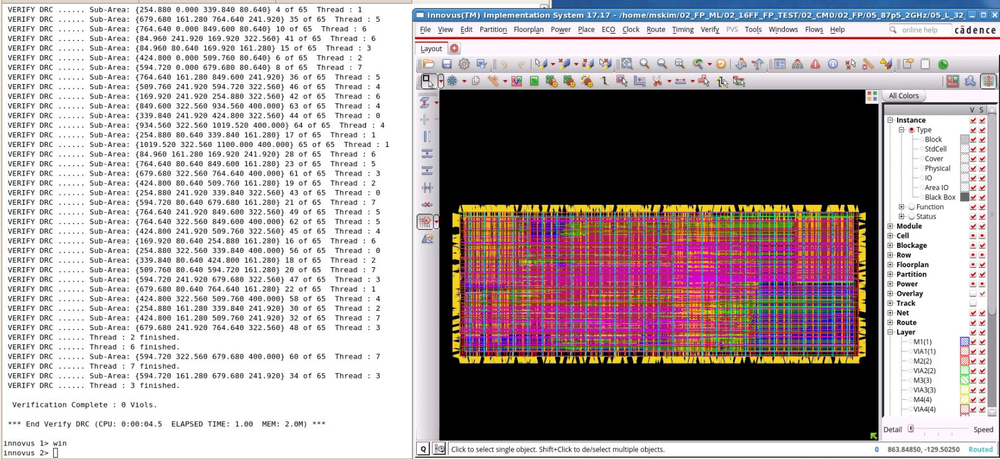 VERIFY DRC ...... Sub-Area: {254.880 0.000 339.840 80.640} 4 of 65  Thread : 1
VERIFY DRC ...... Sub-Area: {679.680 161.280 764.640 241.920} 35 of 65  Thread : 5
VERIFY DRC ...... Sub-Area: {764.640 0.000 849.600 80.640} 10 of 65  Thread : 6
VERIFY DRC ...... Sub-Area: {84.960 241.920 169.920 322.560} 41 of 65  Thread : 6
VERIFY DRC ...... Sub-Area: {84.960 80.640 169.920 161.280} 15 of 65  Thread : 3
VERIFY DRC ...... Sub-Area: {424.800 0.000 509.760 80.640} 6 of 65  Thread : 2
VERIFY DRC ...... Sub-Area: {594.720 0.000 679.680 80.640} 8 of 65  Thread : 7
VERIFY DRC ...... Sub-Area: {764.640 161.280 849.600 241.920} 36 of 65  Thread : 5
VERIFY DRC ...... Sub-Area: {509.760 241.920 594.720 322.560} 46 of 65  Thread : 4
VERIFY DRC ...... Sub-Area: {169.920 241.920 254.880 322.560} 42 of 65  Thread : 6
VERIFY DRC ...... Sub-Area: {849.600 322.560 934.560 400.000} 63 of 65  Thread : 4
VERIFY DRC ...... Sub-Area: {339.840 241.920 424.800 322.560} 44 of 65  Thread : 0
VERIFY DRC ...... Sub-Area: {934.560 322.560 1019.520 400.000} 64 of 65  Thread : 4
VERIFY DRC ...... Sub-Area: {254.880 80.640 339.840 161.280} 17 of 65  Thread : 1
VERIFY DRC ...... Sub-Area: {1019.520 322.560 1100.000 400.000} 65 of 65  Thread : 1
VERIFY DRC ...... Sub-Area: {84.960 161.280 169.920 241.920} 28 of 65  Thread : 6
VERIFY DRC ...... Sub-Area: {764.640 80.640 849.600 161.280} 23 of 65  Thread : 5
VERIFY DRC ...... Sub-Area: {679.680 322.560 764.640 400.000} 61 of 65  Thread : 3
VERIFY DRC ...... Sub-Area: {424.800 80.640 509.760 161.280} 19 of 65  Thread : 2
VERIFY DRC ...... Sub-Area: {254.880 241.920 339.840 322.560} 43 of 65  Thread : 0
VERIFY DRC ...... Sub-Area: {594.720 80.640 679.680 161.280} 21 of 65  Thread : 7
VERIFY DRC ...... Sub-Area: {764.640 241.920 849.600 322.560} 49 of 65  Thread : 5
VERIFY DRC ...... Sub-Area: {764.640 322.560 849.600 400.000} 62 of 65  Thread : 5
VERIFY DRC ...... Sub-Area: {424.800 241.920 509.760 322.560} 45 of 65  Thread : 4
VERIFY DRC ...... Sub-Area: {169.920 80.640 254.880 161.280} 16 of 65  Thread : 6
VERIFY DRC ...... Sub-Area: {254.880 322.560 339.840 400.000} 56 of 65  Thread : 0
VERIFY DRC ...... Sub-Area: {339.840 80.640 424.800 161.280} 18 of 65  Thread : 2
VERIFY DRC ...... Sub-Area: {509.760 80.640 594.720 161.280} 20 of 65  Thread : 7
VERIFY DRC ...... Sub-Area: {594.720 241.920 679.680 322.560} 47 of 65  Thread : 3
VERIFY DRC ...... Sub-Area: {679.680 80.640 764.640 161.280} 22 of 65  Thread : 1
VERIFY DRC ...... Sub-Area: {424.800 322.560 509.760 400.000} 58 of 65  Thread : 4
VERIFY DRC ...... Sub-Area: {254.880 161.280 339.840 241.920} 30 of 65  Thread : 2
VERIFY DRC ...... Sub-Area: {424.800 161.280 509.760 241.920} 32 of 65  Thread : 7
VERIFY DRC ...... Sub-Area: {679.680 241.920 764.640 322.560} 48 of 65  Thread : 3
VERIFY DRC ...... Thread : 2 finished.
VERIFY DRC ...... Thread : 6 finished.
VERIFY DRC ...... Sub-Area: {594.720 322.560 679.680 400.000} 60 of 65  Thread : 7
VERIFY DRC ...... Thread : 7 finished.
VERIFY DRC ...... Sub-Area: {594.720 161.280 679.680 241.920} 34 of 65  Thread : 3
VERIFY DRC ...... Thread : 3 finished.
Verification Complete : 0 Viols.
*** End Verify DRC (CPU: 0:00:04.5  ELAPSED TIME: 1.00  MEM: 2.0M) ***
innovus 1> win
innovus 2>
Innovus(TM) Implementation System 17.17 - /home/mskim/02_FP_ML/02_16FF_FP_TEST/02_CM0/02_FP/05_87p5_2GHz/05_L_32_
File View Edit Partition Floorplan Power Place ECO Clock Route Timing Verify PVS Tools Windows Flows Help
online help
cādence
Layout
All Colors
V S
Instance
Type
Block
StdCell
Cover
Physical
IO
Area IO
Black Box
Function
Status
Module
Cell
Blockage
Row
Floorplan
Partition
Power
Overlay
Track
Net
Route
Layer
M1(1)
VIA1(1)
M2(2)
VIA2(2)
M3(3)
VIA3(3)
M4(4)
VIA4(4)
Detail Speed
Q Click to select single object. Shift+Click to de/select multiple objects. 0 863.84850, -129.50250 Routed